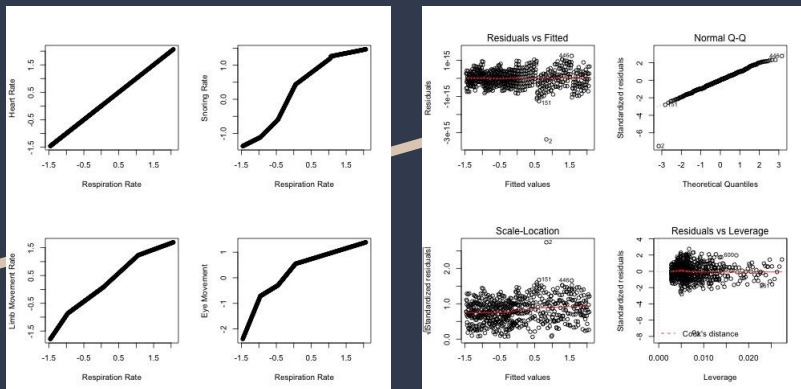 Heart Rate
1.5
0.5
-0.5
-1.5
-1.5 -0.5 0.5 1.5
Respiration Rate
Snoring Rate
1.0
0.0
-1.0
-1.5 -0.5 0.5 1.5
Respiration Rate
Limb Movement Rate
1.5
0.5
-0.5
-1.5
-1.5 -0.5 0.5 1.5
Respiration Rate
Eye Movement
1
0
-1
-2
-1.5 -0.5 0.5 1.5
Respiration Rate
Residuals vs Fitted
Residuals
1e-15
-1e-15
-3e-15
446
151
2
-1.5 -0.5 0.5 1.5
Fitted values
Normal Q-Q
Standardized residuals
2
0
-2
-4
-6
2
-3 -2 -1 0 1 2 3
Theoretical Quantiles
Scale-Location
√|Standardized residuals|
2.0
1.0
0.0
2
151
446
-1.5 -0.5 0.5 1.5
Fitted values
Residuals vs Leverage
Standardized residuals
4
2
0
-4
-8
600
Cook's distance
0.000 0.010 0.020
Leverage